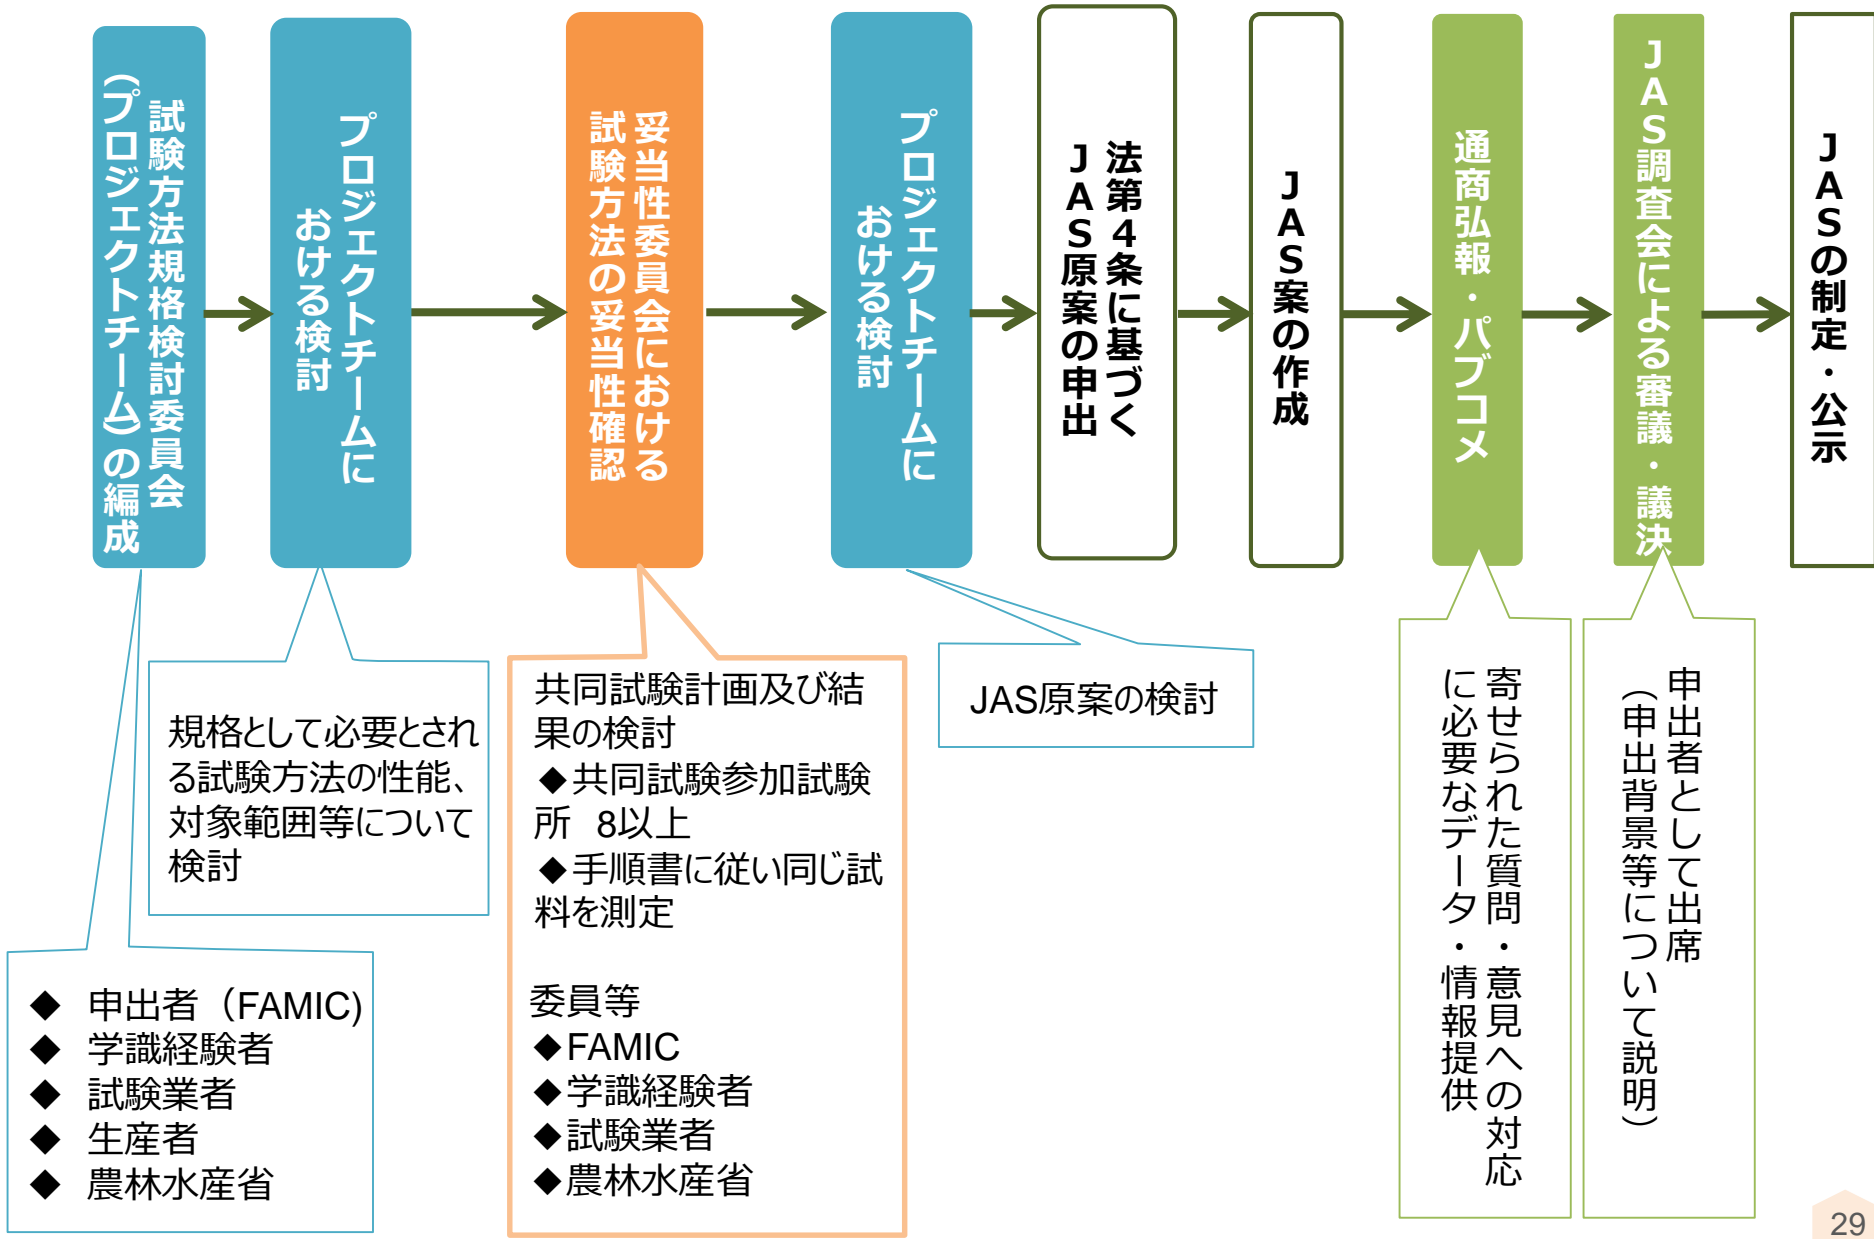 試験方法規格検討委員会
（プロジェクトチーム）の編成
プロジェクトチームに
おける検討
妥当性委員会における
試験方法の妥当性確認
プロジェクトチームに
おける検討
法第４条に基づく
ＪＡＳ原案の申出
ＪＡＳ案の作成
通商弘報・パブコメ
ＪＡＳ調査会による審議・議決
ＪＡＳの制定・公示
◆ 申出者（FAMIC)
◆ 学識経験者
◆ 試験業者
◆ 生産者
◆ 農林水産省
規格として必要とされ
る試験方法の性能、
対象範囲等について
検討
共同試験計画及び結
果の検討
◆共同試験参加試験
所 8以上
◆手順書に従い同じ試
料を測定
委員等
◆FAMIC
◆学識経験者
◆試験業者
◆農林水産省
JAS原案の検討
寄せられた質問・意見への対応
に必要なデータ・情報提供
申出者として出席
（申出背景等について説明）
29